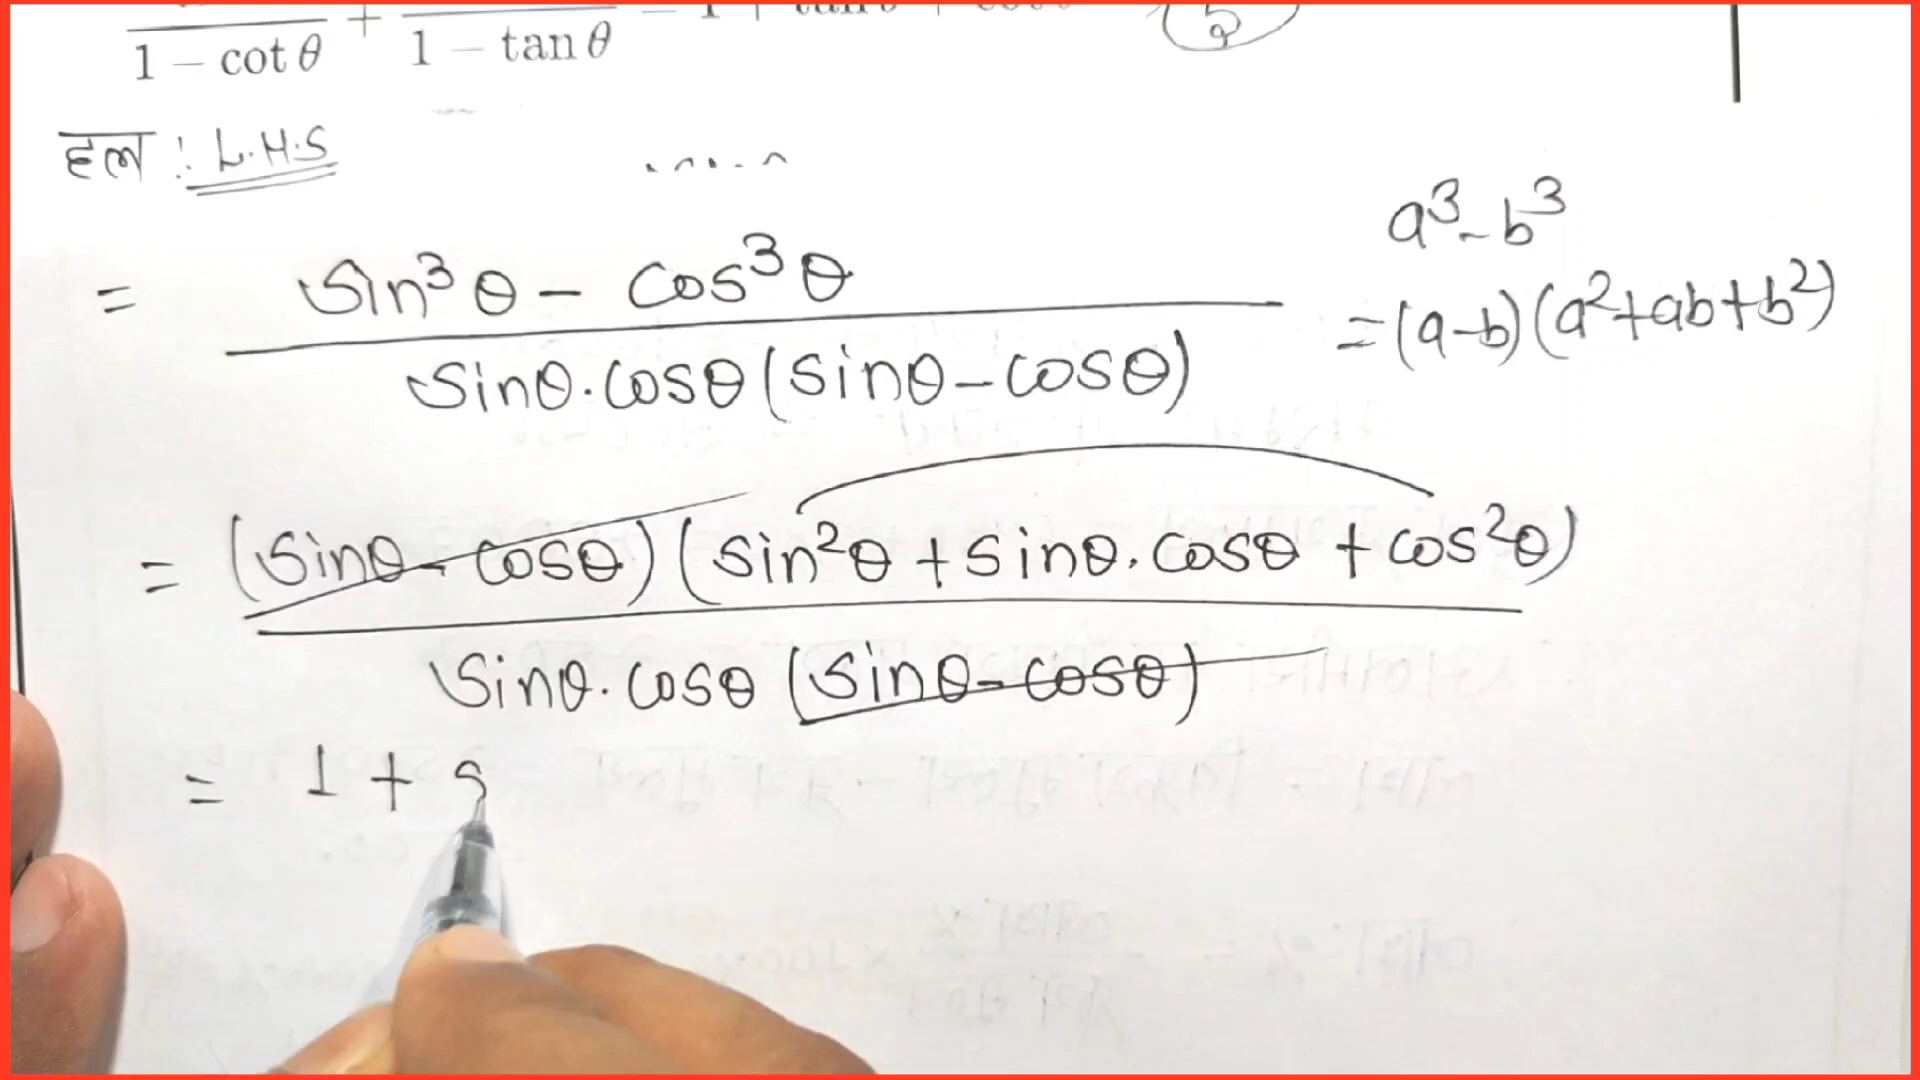 1 − cot θ + 1 − tan θ
हल : L.H.S
a³ - b³
= sin³θ - cos³θ
= (a-b)(a²+ab+b²)
sinθ.cosθ(sinθ-cosθ)
= (sinθ-cosθ)(sin²θ+sinθ.cosθ+cos²θ)
sinθ.cosθ(sinθ-cosθ)
= 1 + s